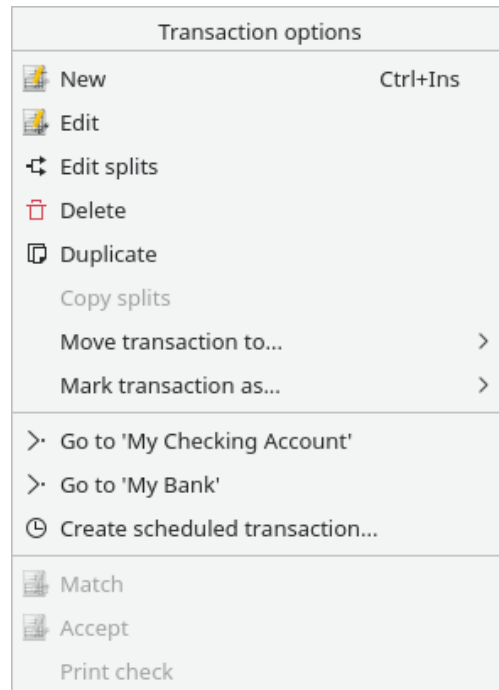 Transaction options
New Ctrl+Ins
Edit
Edit splits
Delete
Duplicate
Copy splits
Move transaction to...
Mark transaction as...
Go to 'My Checking Account'
Go to 'My Bank'
Create scheduled transaction...
Match
Accept
Print check